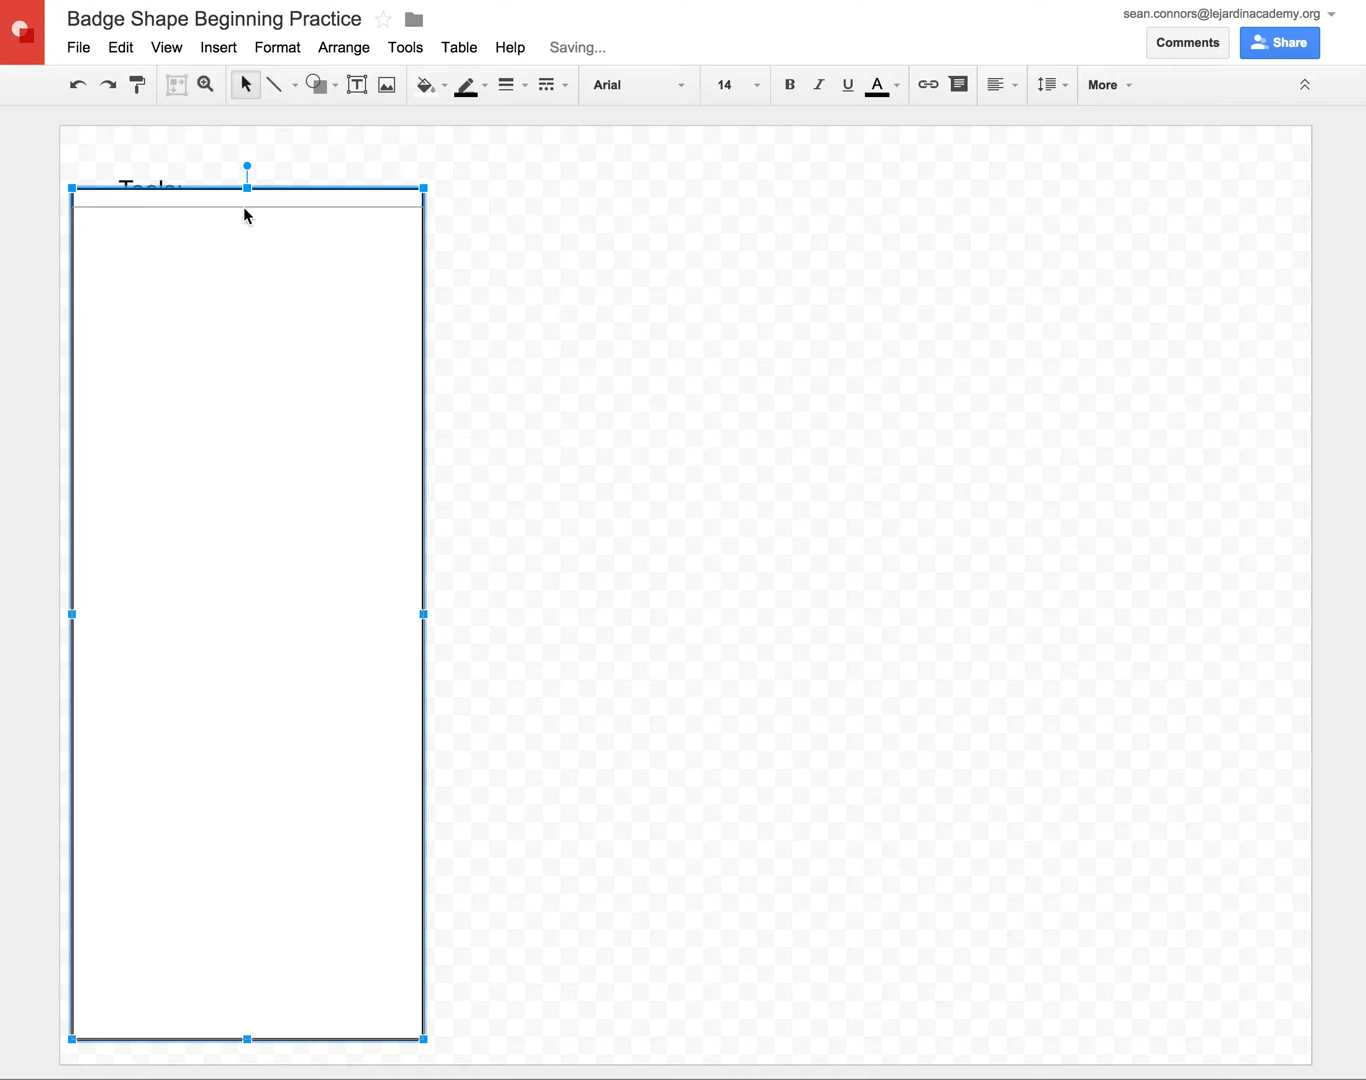 Badge Shape Beginning Practice
sean.connors@lejardinacademy.org
File Edit View Insert Format Arrange Tools Table Help Saving...
Comments
Share
Arial 14 B I U A More
Tools: